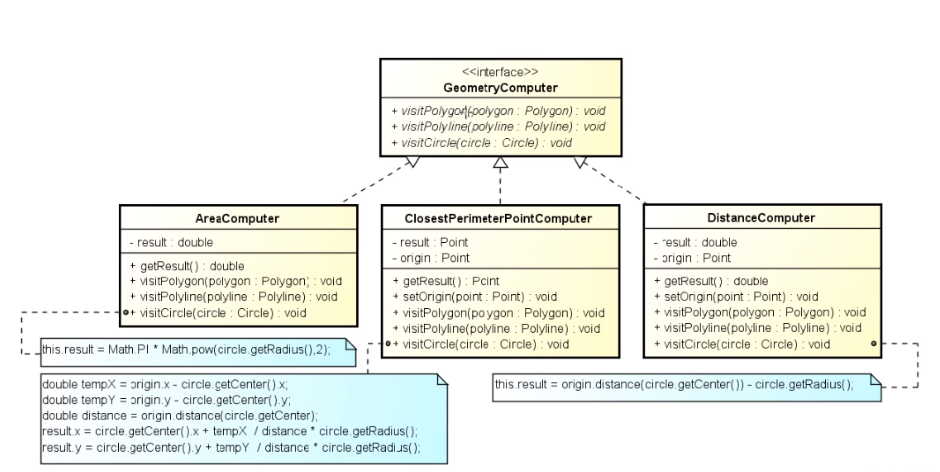 <<interface>>
GeometryComputer
+ visitPolygon(polygon : Polygon) : void
+ visitPolyline(polyline : Polyline) : void
+ visitCircle(circle : Circle) : void
AreaComputer
- result : double
+ getResult() : double
+ visitPolygon(polygon : Polygon) : void
+ visitPolyline(polyline : Polyline) : void
+ visitCircle(circle : Circle) : void
this.result = Math.PI * Math.pow(circle.getRadius(),2);
ClosestPerimeterPointComputer
- result : Point
- origin : Point
+ getResult() : Point
+ setOrigin(point : Point) : void
+ visitPolygon(polygon : Polygon) : void
+ visitPolyline(polyline : Polyline) : void
+ visitCircle(circle : Circle) : void
double tempX = origin.x - circle.getCenter().x;
double tempY = origin.y - circle.getCenter().y;
double distance = origin.distance(circle.getCenter);
result.x = circle.getCenter().x + tempX / distance * circle.getRadius();
result.y = circle.getCenter().y + tempY / distance * circle.getRadius();
DistanceComputer
- result : double
- origin : Point
+ getResult() : double
+ setOrigin(point : Point) : void
+ visitPolygon(polygon : Polygon) : void
+ visitPolyline(polyline : Polyline) : void
+ visitCircle(circle : Circle) : void
this.result = origin.distance(circle.getCenter()) - circle.getRadius();